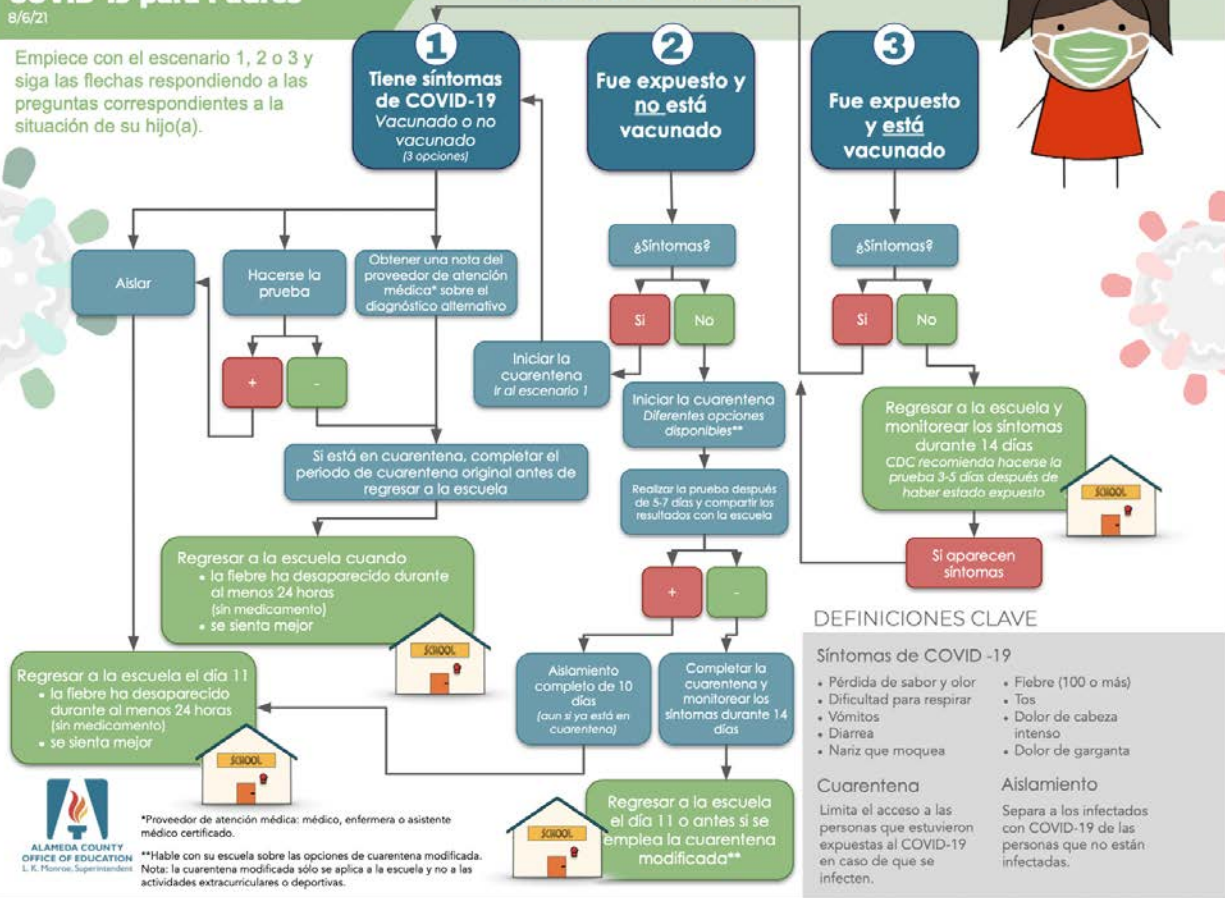 COVID-19 para Padres
8/6/21
Empiece con el escenario 1, 2 o 3 y
siga las flechas respondiendo a las
preguntas correspondientes a la
situación de su hijo(a).
1
Tiene síntomas
de COVID-19
Vacunado o no
vacunado
(3 opciones)
2
Fue expuesto y
no está
vacunado
3
Fue expuesto
y está
vacunado
Aislar
Hacerse la
prueba
Obtener una nota del
proveedor de atención
médica* sobre el
diagnóstico alternativo
¿Síntomas?
¿Síntomas?
Si
No
Si
No
+
-
Iniciar la
cuarentena
Ir al escenario 1
Iniciar la cuarentena
Diferentes opciones
disponibles**
Regresar a la escuela y
monitorear los síntomas
durante 14 días
CDC recomienda hacerse la
prueba 3-5 días después de
haber estado expuesto
SCHOOL
Si está en cuarentena, completar el
periodo de cuarentena original antes de
regresar a la escuela
Realizar la prueba después
de 5-7 días y compartir los
resultados con la escuela
Si aparecen
síntomas
Regresar a la escuela cuando
• la fiebre ha desaparecido durante
al menos 24 horas
(sin medicamento)
• se sienta mejor
SCHOOL
+
-
Regresar a la escuela el día 11
• la fiebre ha desaparecido
durante al menos 24 horas
(sin medicamento)
• se sienta mejor
SCHOOL
Aislamiento
completo de 10
días
(aun si ya está en
cuarentena)
Completar la
cuarentena y
monitorear los
síntomas durante 14
días
Regresar a la escuela
el día 11 o antes si se
emplea la cuarentena
modificada**
SCHOOL
DEFINICIONES CLAVE
Síntomas de COVID -19
• Pérdida de sabor y olor
• Dificultad para respirar
• Vómitos
• Diarrea
• Nariz que moquea
• Fiebre (100 o más)
• Tos
• Dolor de cabeza
intenso
• Dolor de garganta
Cuarentena
Limita el acceso a las
personas que estuvieron
expuestas al COVID-19
en caso de que se
infecten.
Aislamiento
Separa a los infectados
con COVID-19 de las
personas que no están
infectadas.
ALAMEDA COUNTY
OFFICE OF EDUCATION
L. K. Monroe, Superintendent
*Proveedor de atención médica: médico, enfermera o asistente
médico certificado.
**Hable con su escuela sobre las opciones de cuarentena modificada.
Nota: la cuarentena modificada sólo se aplica a la escuela y no a las
actividades extracurriculares o deportivas.